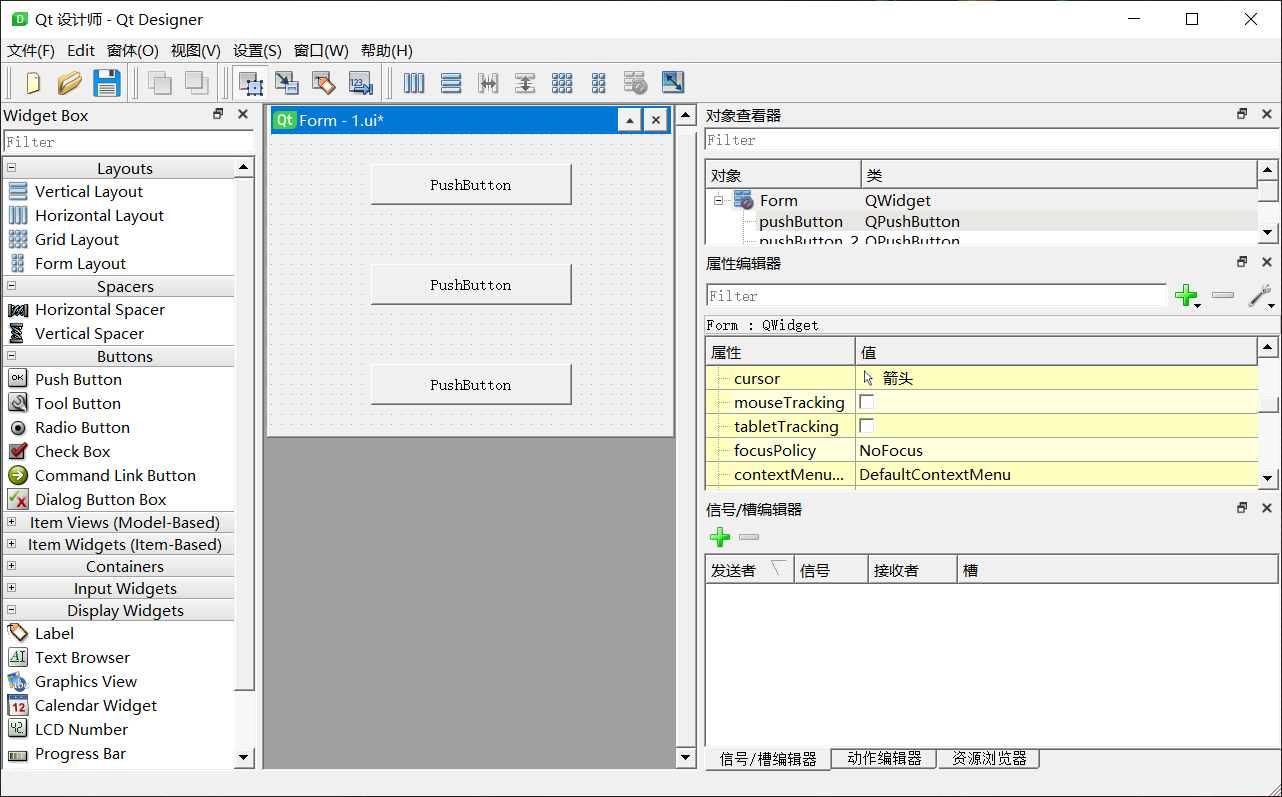 Qt 设计师 - Qt Designer
文件(F) Edit 窗体(O) 视图(V) 设置(S) 窗口(W) 帮助(H)
Widget Box
Filter
Layouts
Vertical Layout
Horizontal Layout
Grid Layout
Form Layout
Spacers
Horizontal Spacer
Vertical Spacer
Buttons
Push Button
Tool Button
Radio Button
Check Box
Command Link Button
Dialog Button Box
Item Views (Model-Based)
Item Widgets (Item-Based)
Containers
Input Widgets
Display Widgets
Label
Text Browser
Graphics View
Calendar Widget
LCD Number
Progress Bar
Qt Form - 1.ui*
PushButton
PushButton
PushButton
对象查看器
Filter
对象 类
Form QWidget
pushButton QPushButton
pushButton_2 QPushButton
属性编辑器
Filter
Form : QWidget
属性 值
cursor 箭头
mouseTracking
tabletTracking
focusPolicy NoFocus
contextMenu... DefaultContextMenu
信号/槽编辑器
发送者 信号 接收者 槽
信号/槽编辑器 动作编辑器 资源浏览器